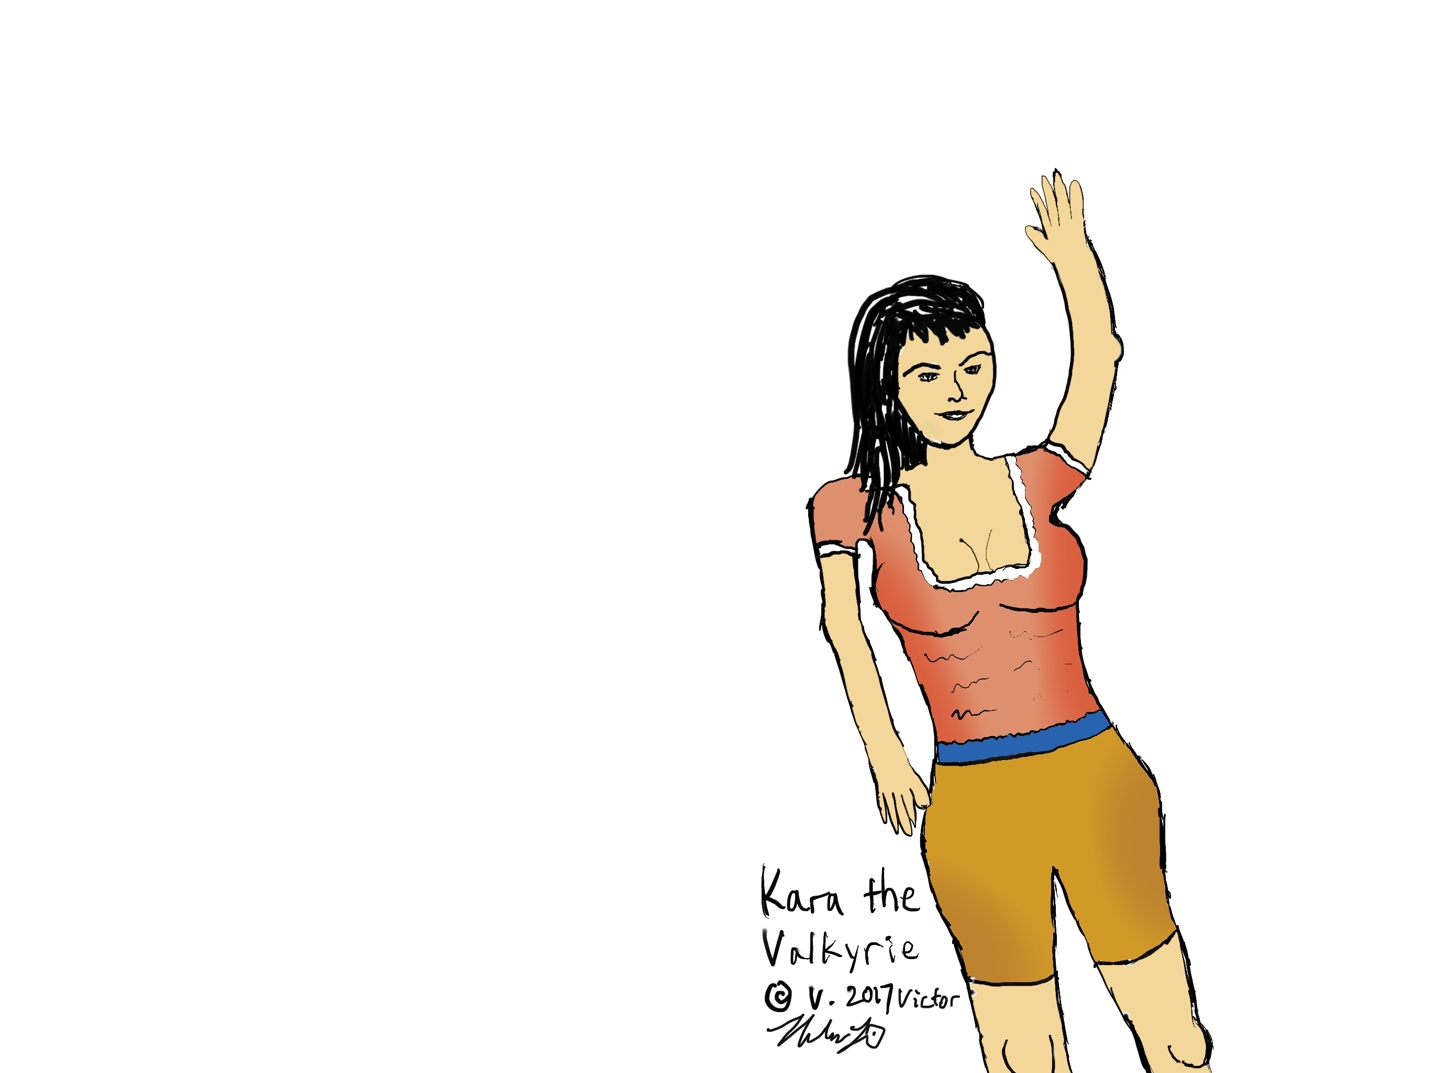 Kara the
Valkyrie
© V. 2017 Victor